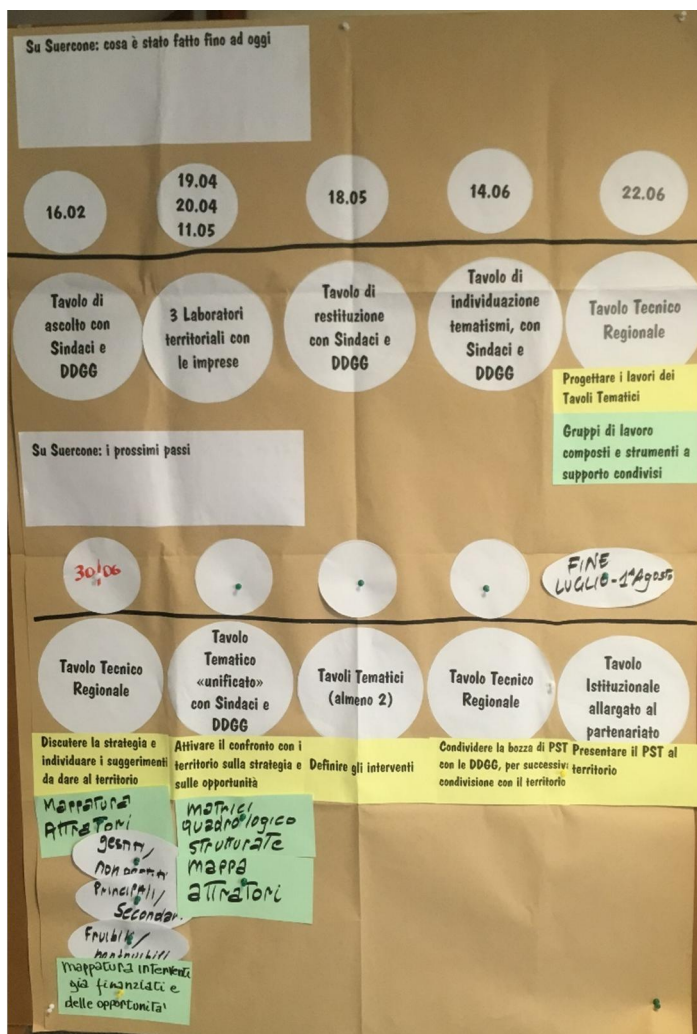 Su Suercone: cosa è stato fatto fino ad oggi
16.02
19.04
20.04
11.05
18.05
14.06
22.06
Tavolo di
ascolto con
Sindaci e
DDGG
3 Laboratori
territoriali con
le imprese
Tavolo di
restituzione
con Sindaci e
DDGG
Tavolo di
individuazione
tematismi, con
Sindaci e
DDGG
Tavolo Tecnico
Regionale
Progettare i lavori dei
Tavoli Tematici
Gruppi di lavoro
composti e strumenti a
supporto condivisi
Su Suercone: i prossimi passi
30/06
FINE
LUGLIO-1ªAgosto
Tavolo Tecnico
Regionale
Tavolo
Tematico
«unificato»
con Sindaci e
DDGG
Tavoli Tematici
(almeno 2)
Tavolo Tecnico
Regionale
Tavolo
Istituzionale
allargato al
partenariato
Discutere la strategia e
individuare i suggerimenti
da dare al territorio
Attivare il confronto con i
territorio sulla strategia e
sulle opportunità
Definire gli interventi
Condividere la bozza di PST
con le DDGG, per successiva
condivisione con il territorio
Presentare il PST al
territorio
MAPPATURA
ATTRATORI
gestiti/
non
PRINCIPALI/
Secondar.
Fruibili/
mappatura interventi
già finanziati e
delle opportunità
matrici
quadro logico
strutturate
mappa
attratori